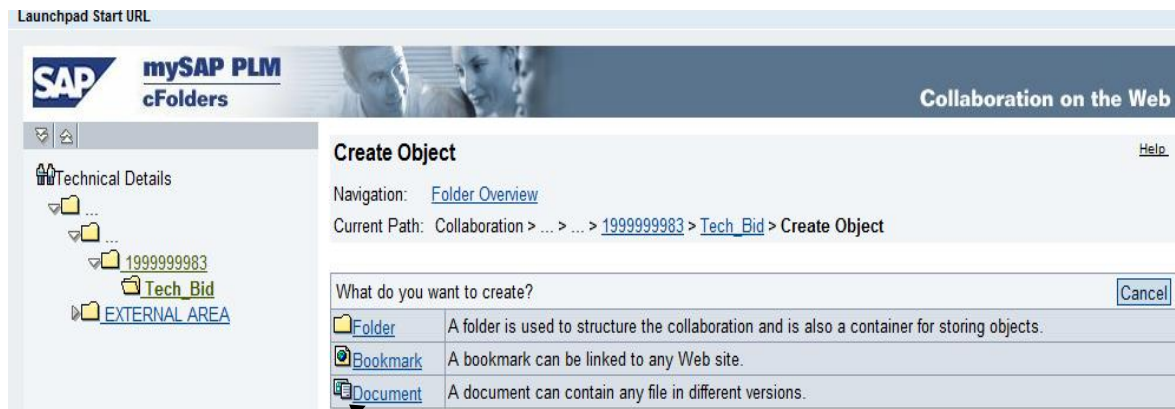 Launchpad Start URL
SAP
mySAP PLM
cFolders
Collaboration on the Web
Technical Details
...
...
1999999983
Tech_Bid
EXTERNAL AREA
Create Object
Help
Navigation: Folder Overview
Current Path: Collaboration > ... > ... > 1999999983 > Tech_Bid > Create Object
What do you want to create? Cancel
Folder A folder is used to structure the collaboration and is also a container for storing objects.
Bookmark A bookmark can be linked to any Web site.
Document A document can contain any file in different versions.